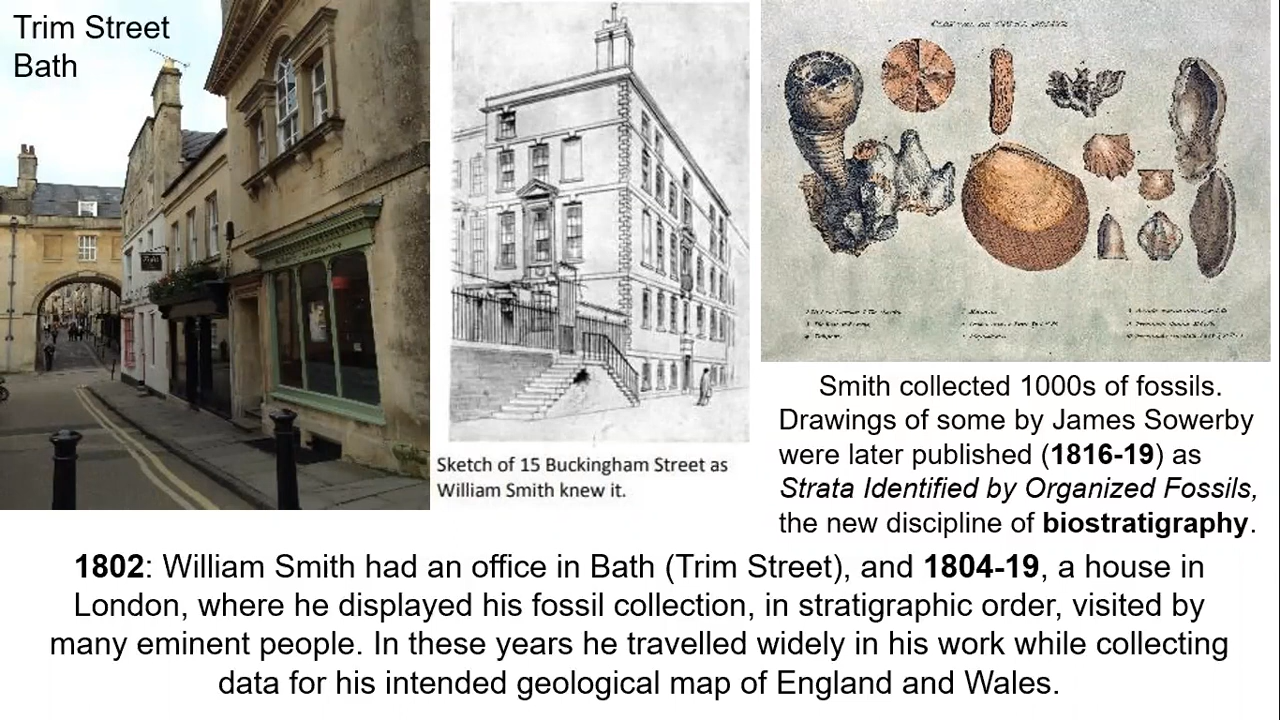 Trim Street
Bath
Sketch of 15 Buckingham Street as
William Smith knew it.
Smith collected 1000s of fossils.
Drawings of some by James Sowerby
were later published (1816-19) as
Strata Identified by Organized Fossils,
the new discipline of biostratigraphy.
1802: William Smith had an office in Bath (Trim Street), and 1804-19, a house in
London, where he displayed his fossil collection, in stratigraphic order, visited by
many eminent people. In these years he travelled widely in his work while collecting
data for his intended geological map of England and Wales.